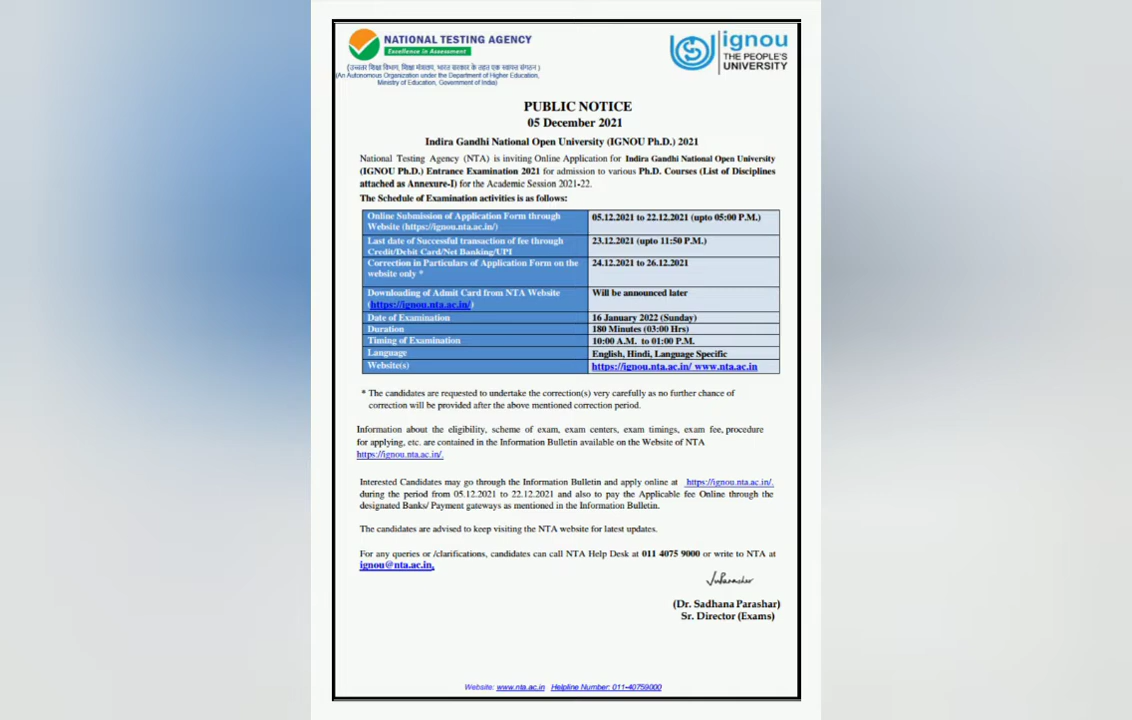 NATIONAL TESTING AGENCY
Excellence in Assessment
(उच्चतर शिक्षा विभाग, शिक्षा मंत्रालय, भारत सरकार के तहत एक स्वायत्त संगठन )
(An Autonomous Organization under the Department of Higher Education,
Ministry of Education, Government of India)
ignou
THE PEOPLE'S
UNIVERSITY
PUBLIC NOTICE
05 December 2021
Indira Gandhi National Open University (IGNOU Ph.D.) 2021
National Testing Agency (NTA) is inviting Online Application for Indira Gandhi National Open University
(IGNOU Ph.D.) Entrance Examination 2021 for admission to various Ph.D. Courses (List of Disciplines
attached as Annexure-I) for the Academic Session 2021-22.
The Schedule of Examination activities is as follows:
Online Submission of Application Form through
Website (https://ignou.nta.ac.in/)
05.12.2021 to 22.12.2021 (upto 05:00 P.M.)
Last date of Successful transaction of fee through
Credit/Debit Card/Net Banking/UPI
23.12.2021 (upto 11:50 P.M.)
Correction in Particulars of Application Form on the
website only *
24.12.2021 to 26.12.2021
Downloading of Admit Card from NTA Website
(https://ignou.nta.ac.in/)
Will be announced later
Date of Examination 16 January 2022 (Sunday)
Duration 180 Minutes (03:00 Hrs)
Timing of Examination 10:00 A.M. to 01:00 P.M.
Language English, Hindi, Language Specific
Website(s) https://ignou.nta.ac.in/ www.nta.ac.in
* The candidates are requested to undertake the correction(s) very carefully as no further chance of
correction will be provided after the above mentioned correction period.
Information about the eligibility, scheme of exam, exam centers, exam timings, exam fee, procedure
for applying, etc. are contained in the Information Bulletin available on the Website of NTA
https://ignou.nta.ac.in/.
Interested Candidates may go through the Information Bulletin and apply online at https://ignou.nta.ac.in/.
during the period from 05.12.2021 to 22.12.2021 and also to pay the Applicable fee Online through the
designated Banks/ Payment gateways as mentioned in the Information Bulletin.
The candidates are advised to keep visiting the NTA website for latest updates.
For any queries or /clarifications, candidates can call NTA Help Desk at 011 4075 9000 or write to NTA at
ignou@nta.ac.in.
(Dr. Sadhana Parashar)
Sr. Director (Exams)
Website: www.nta.ac.in Helpline Number: 011-40759000